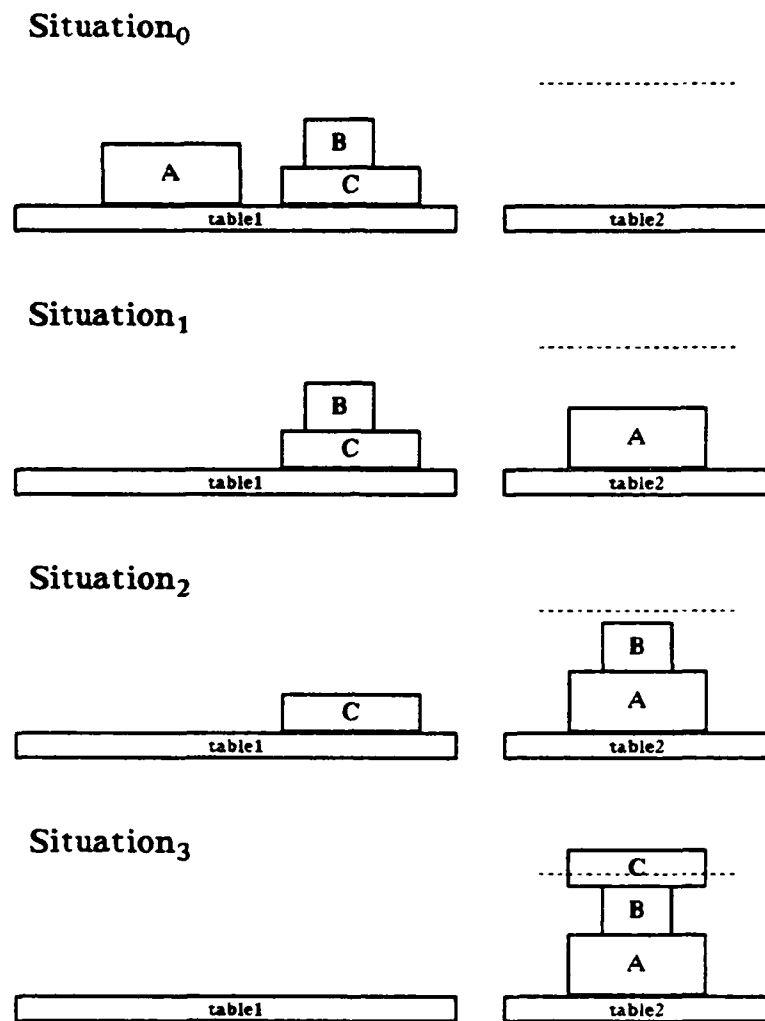 Situation₀
B
A
C
table1 table2
Situation₁
B
A
C
table1 table2
Situation₂
B
C
A
table1 table2
Situation₃
C
B
A
table1 table2